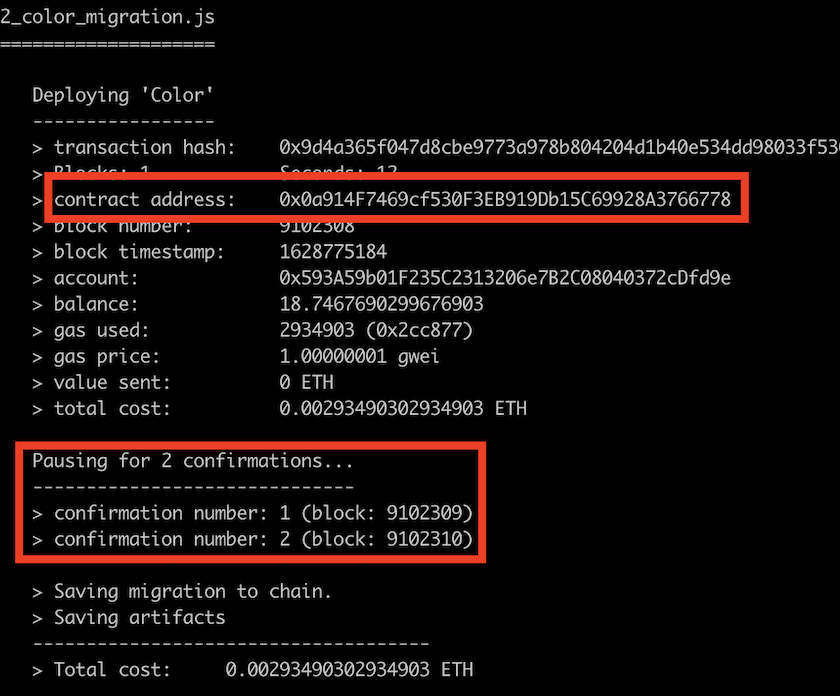 2_color_migration.js
====================
Deploying 'Color'
-----------------
> transaction hash:    0x9d4a365f047d8cbe9773a978b804204d1b40e534dd98033f53
> Blocks: 1            Seconds: 12
> contract address:    0x0a914F7469cf530F3EB919Db15C69928A3766778
> block number:        9102308
> block timestamp:     1628775184
> account:             0x593A59b01F235C2313206e7B2C08040372cDfd9e
> balance:             18.7467690299676903
> gas used:            2934903 (0x2cc877)
> gas price:           1.00000001 gwei
> value sent:          0 ETH
> total cost:          0.00293490302934903 ETH
Pausing for 2 confirmations...
------------------------------
> confirmation number: 1 (block: 9102309)
> confirmation number: 2 (block: 9102310)
> Saving migration to chain.
> Saving artifacts
-------------------------------------
> Total cost:     0.00293490302934903 ETH